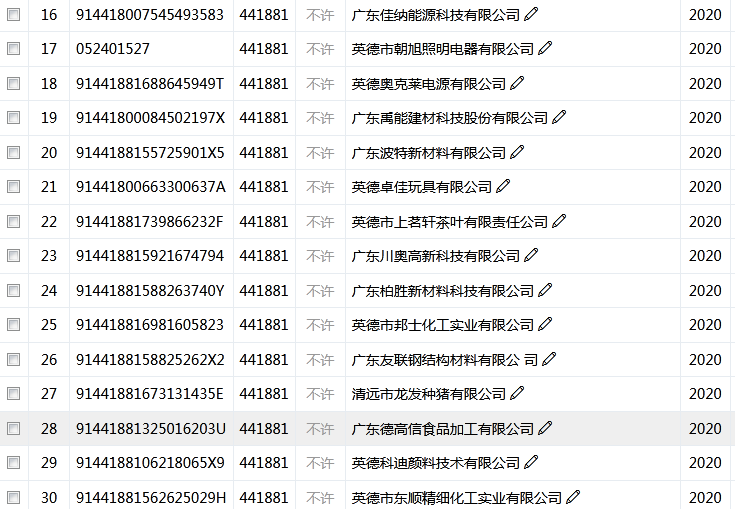 16 914418007545493583 441881 不许 广东佳纳能源科技有限公司 2020
17 052401527 441881 不许 英德市朝旭照明电器有限公司 2020
18 91441881688645949T 441881 不许 英德奥克莱电源有限公司 2020
19 91441800084502197X 441881 不许 广东禹能建材科技股份有限公司 2020
20 9144188155725901X5 441881 不许 广东波特新材料有限公司 2020
21 91441800663300637A 441881 不许 英德卓佳玩具有限公司 2020
22 91441881739866232F 441881 不许 英德市上茗轩茶叶有限责任公司 2020
23 914418815921674794 441881 不许 广东川奥高新科技有限公司 2020
24 91441881588263740Y 441881 不许 广东柏胜新材料科技有限公司 2020
25 914418816981605823 441881 不许 英德市邦士化工实业有限公司 2020
26 9144188158825262X2 441881 不许 广东友联钢结构材料有限公 司 2020
27 91441881673131435E 441881 不许 清远市龙发种猪有限公司 2020
28 91441881325016203U 441881 不许 广东德高信食品加工有限公司 2020
29 9144188106218065X9 441881 不许 英德科迪颜料技术有限公司 2020
30 91441881562625029H 441881 不许 英德市东顺精细化工实业有限公司 2020